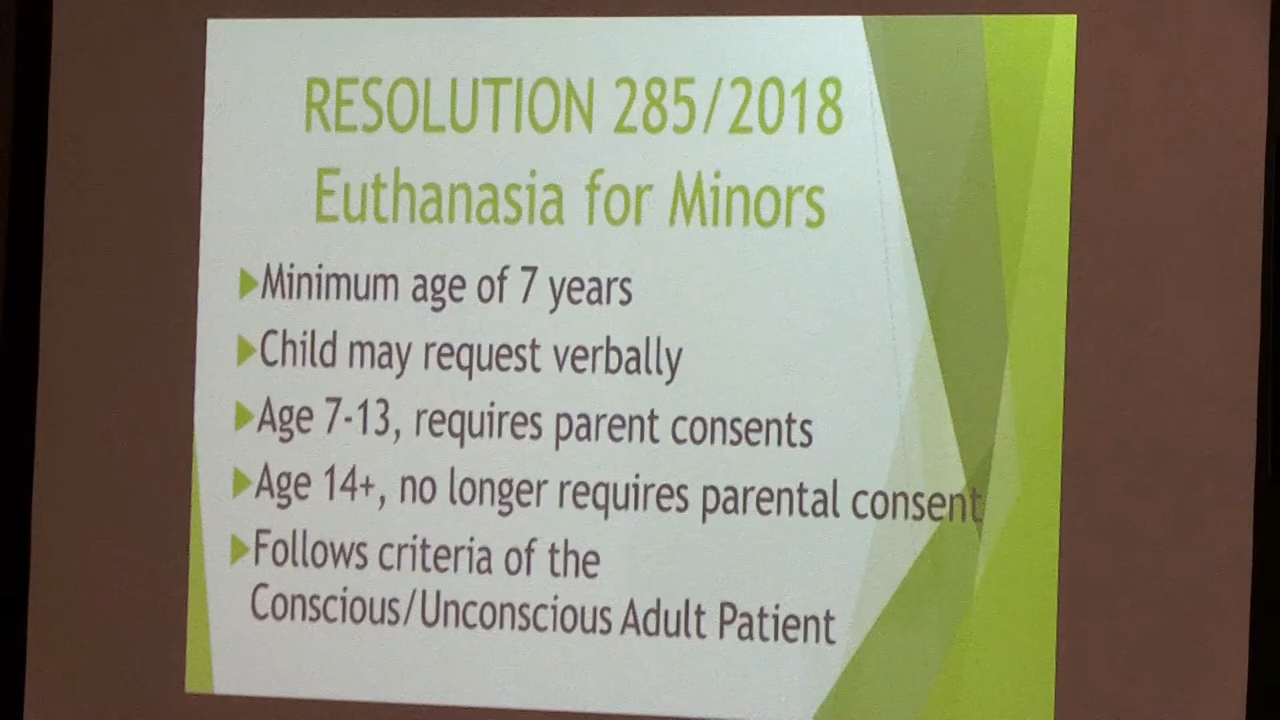 RESOLUTION 285/2018
Euthanasia for Minors
Minimum age of 7 years
Child may request verbally
Age 7-13, requires parent consents
Age 14+, no longer requires parental consent
Follows criteria of the
Conscious/Unconscious Adult Patient